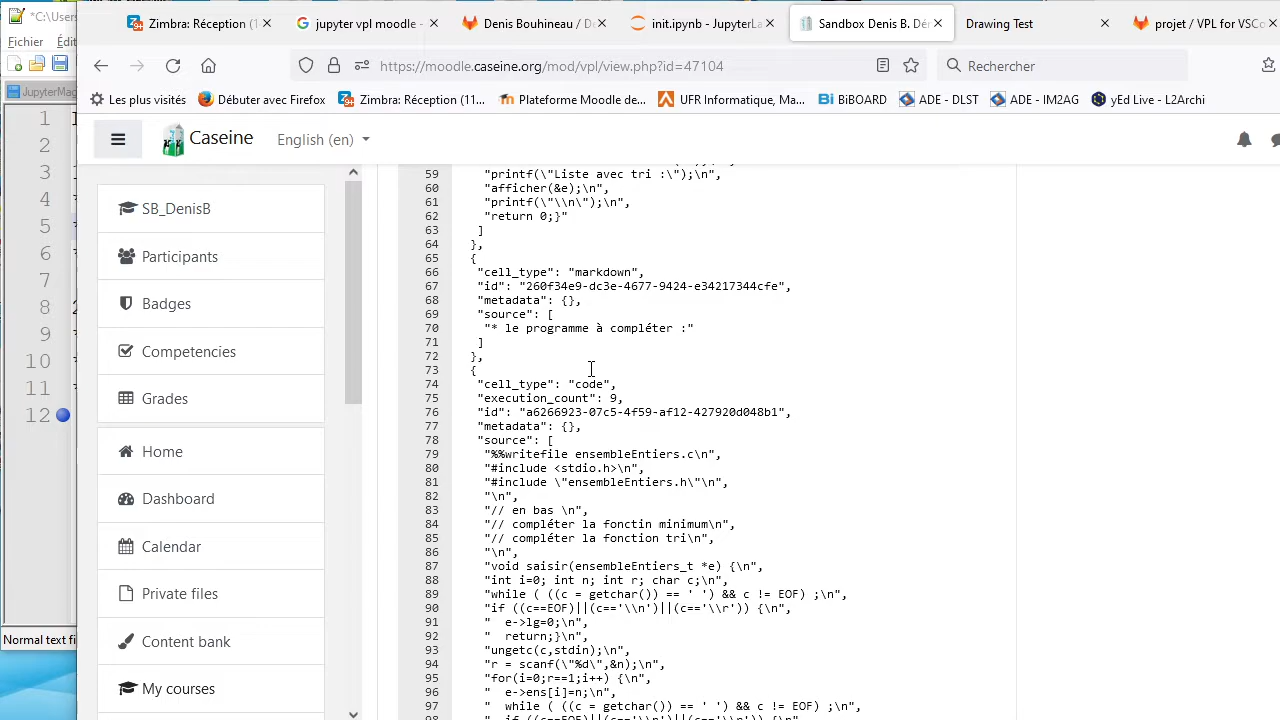 *C:\Users\
Zimbra: Réception (1
jupyter vpl moodle -
Denis Bouhineau / De
init.ipynb - JupyterLa
Sandbox Denis B. Dé
Drawing Test
projet / VPL for VSCo
Fichier Édit
https://moodle.caseine.org/mod/vpl/view.php?id=47104
Rechercher
JupyterMag
Les plus visités
Débuter avec Firefox
Zimbra: Réception (11...
Plateforme Moodle de...
UFR Informatique, Ma...
BiBOARD
ADE - DLST
ADE - IM2AG
yEd Live - L2Archi
Caseine
English (en)
1
2
3
4
5
6
7
8
9
10
11
12
Normal text fi
SB_DenisB
Participants
Badges
Competencies
Grades
Home
Dashboard
Calendar
Private files
Content bank
My courses
59 "printf(\"Liste avec tri :\");\n",
60 "afficher(&e);\n",
61 "printf(\"\\n\");\n",
62 "return 0;}"
63 ]
64 },
65 {
66 "cell_type": "markdown",
67 "id": "260f34e9-dc3e-4677-9424-e34217344cfe",
68 "metadata": {},
69 "source": [
70 "* le programme à compléter :"
71 ]
72 },
73 {
74 "cell_type": "code",
75 "execution_count": 9,
76 "id": "a6266923-07c5-4f59-af12-427920d048b1",
77 "metadata": {},
78 "source": [
79 "%%writefile ensembleEntiers.c\n",
80 "#include <stdio.h>\n",
81 "#include \"ensembleEntiers.h\"\n",
82 "\n",
83 "// en bas \n",
84 "// compléter la fonctin minimum\n",
85 "// compléter la fonction tri\n",
86 "\n",
87 "void saisir(ensembleEntiers_t *e) {\n",
88 "int i=0; int n; int r; char c;\n",
89 "while ( ((c = getchar()) == ' ') && c != EOF) ;\n",
90 "if ((c==EOF)||(c=='\\n')||(c=='\\r')) {\n",
91 "  e->lg=0;\n",
92 "  return;}\n",
93 "ungetc(c,stdin);\n",
94 "r = scanf(\"%d\",&n);\n",
95 "for(i=0;r==1;i++) {\n",
96 "  e->ens[i]=n;\n",
97 "  while ( ((c = getchar()) == ' ') && c != EOF) ;\n",
98 "  if ((c==EOF)||(c=='\\n')||(c=='\\r')) {\n",